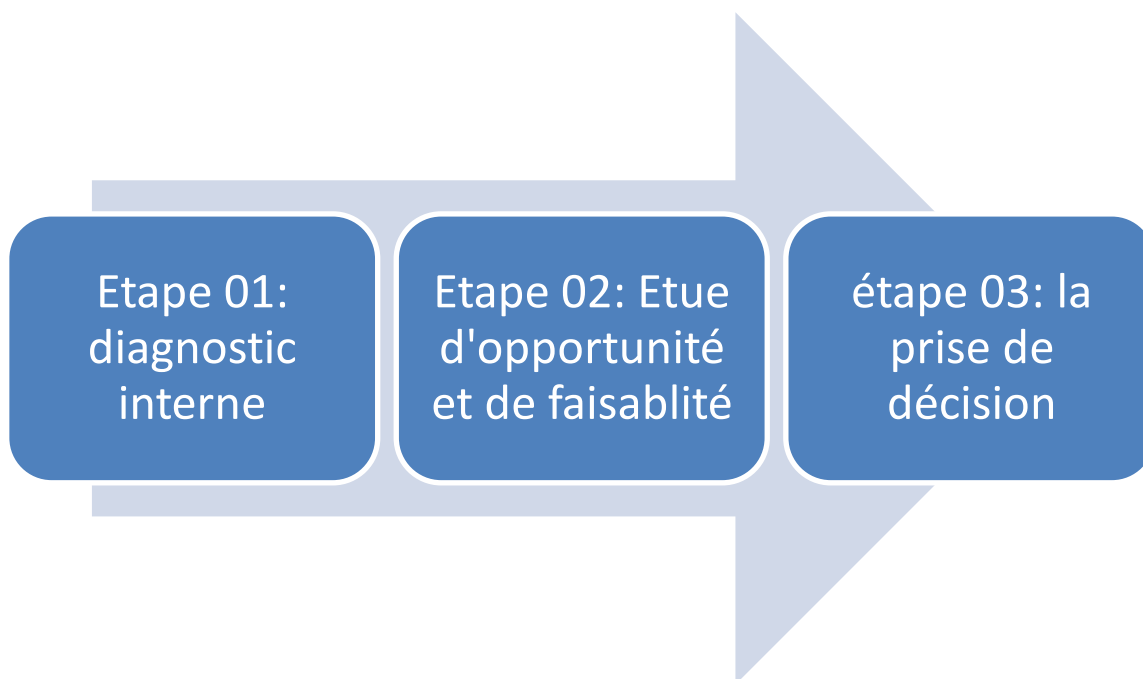 Etape 01:
diagnostic
interne
Etape 02: Etue
d'opportunité
et de faisablité
étape 03: la
prise de
décision